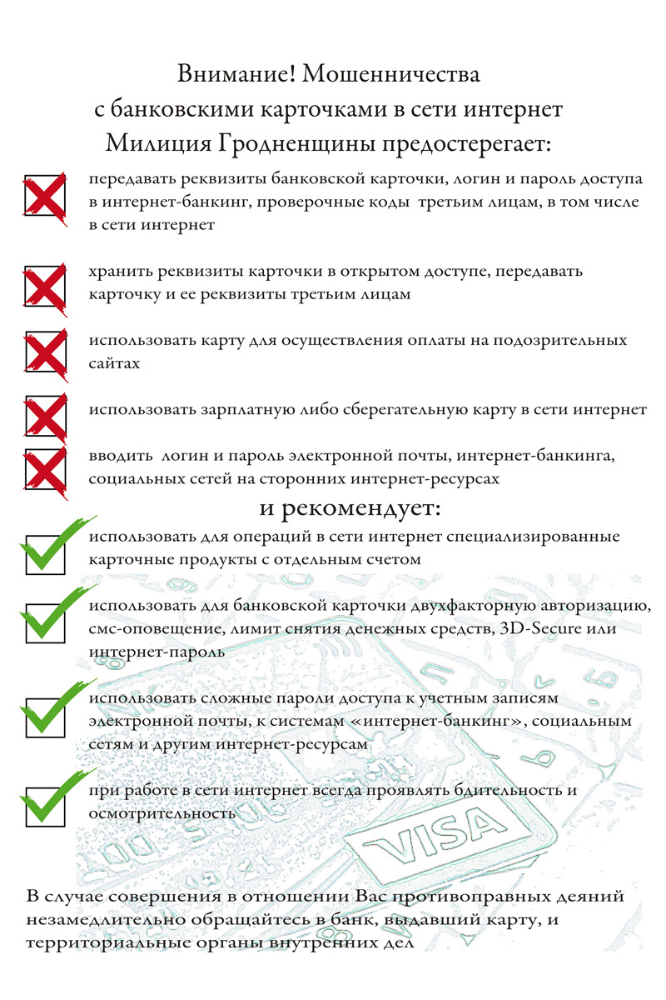 Внимание! Мошенничества
с банковскими карточками в сети интернет
Милиция Гродненщины предостерегает:
передавать реквизиты банковской карточки, логин и пароль доступа
в интернет-банкинг, проверочные коды  третьим лицам, в том числе
в сети интернет
хранить реквизиты карточки в открытом доступе, передавать
карточку и ее реквизиты третьим лицам
использовать карту для осуществления оплаты на подозрительных
сайтах
использовать зарплатную либо сберегательную карту в сети интернет
вводить  логин и пароль электронной почты, интернет-банкинга,
социальных сетей на сторонних интернет-ресурсах
и рекомендует:
использовать для операций в сети интернет специализированные
карточные продукты с отдельным счетом
использовать для банковской карточки двухфакторную авторизацию,
смс-оповещение, лимит снятия денежных средств, 3D-Secure или
интернет-пароль
использовать сложные пароли доступа к учетным записям
электронной почты, к системам «интернет-банкинг», социальным
сетям и другим интернет-ресурсам
при работе в сети интернет всегда проявлять бдительность и
осмотрительность
VISA
В случае совершения в отношении Вас противоправных деяний
незамедлительно обращайтесь в банк, выдавший карту, и
территориальные органы внутренних дел